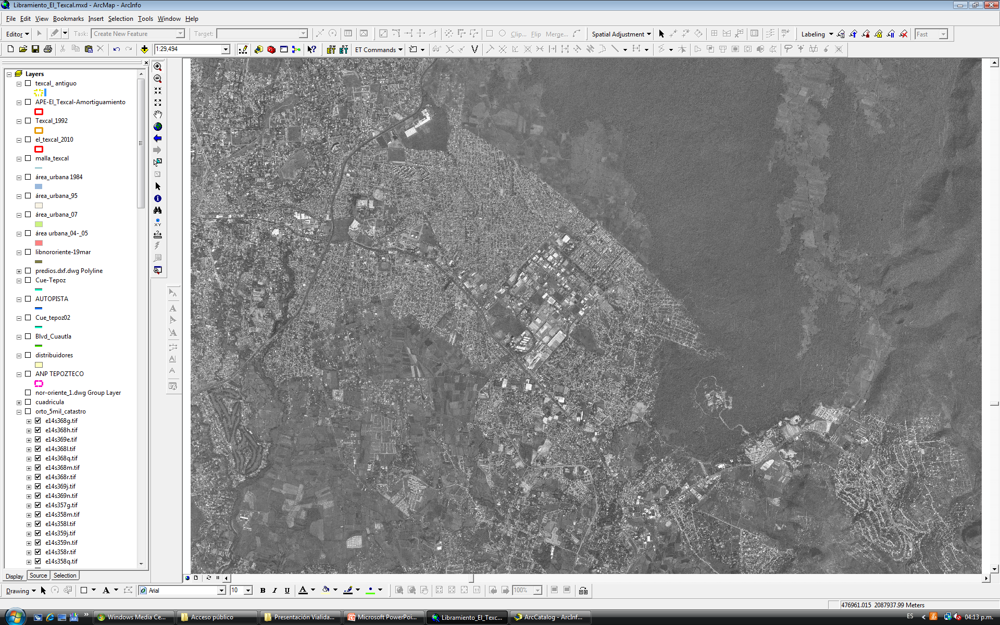 Libramiento_El_Texcal.mxd - ArcMap - ArcInfo
File Edit View Bookmarks Insert Selection Tools Window Help
Editor Task: Create New Feature Target: Clip... Flip Merge... Spatial Adjustment Labeling Fast
1:29,494 ET Commands
Layers
texcal_ antiguo
APE-El_Texcal-Amortiguamiento
Texcal_1992
el_texcal_2010
malla_texcal
área_urbana 1984
área_urbana_95
área_urbana_07
área urbana_04-_05
libnororiente-19mar
predios.dxf.dwg Polyline
Cue-Tepoz
AUTOPISTA
Cue_tepoz02
Blvd_Cuautla
distribuidores
ANP TEPOZTECO
nor-oriente_1.dwg Group Layer
cuadricula
orto_5mil_catastro
e14s368g.tif
e14s368h.tif
e14s369e.tif
e14s368l.tif
e14s368q.tif
e14s368m.tif
e14s368r.tif
e14s369j.tif
e14s369n.tif
e14s357g.tif
e14s358m.tif
e14s358l.tif
e14s359j.tif
e14s359n.tif
e14s358r.tif
e14s358q.tif
Display Source Selection
Drawing A Arial 10 B I U A 100%
476961.015 2087937.99 Meters
Windows Media Ce... Acceso público Presentación Vialida... Microsoft PowerPoi... Libramiento_El_Texc... ArcCatalog - ArcInf... ES 04:13 p.m.